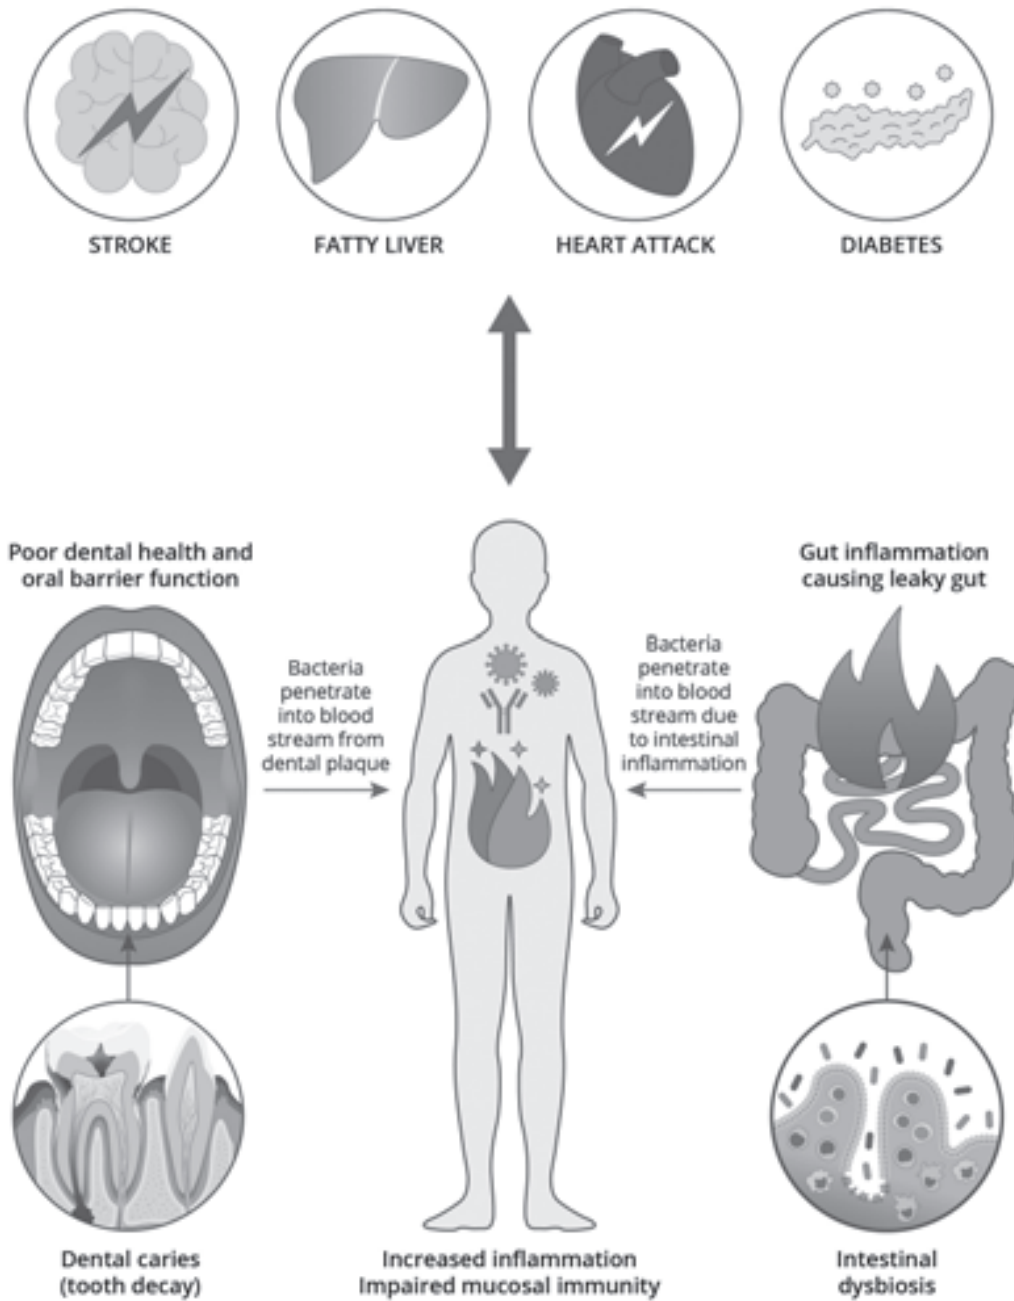 STROKE
FATTY LIVER
HEART ATTACK
DIABETES
Poor dental health and
oral barrier function
Bacteria
penetrate
into blood
stream from
dental plaque
Bacteria
penetrate
into blood
stream due
to intestinal
inflammation
Gut inflammation
causing leaky gut
Dental caries
(tooth decay)
Increased inflammation
Impaired mucosal immunity
Intestinal
dysbiosis